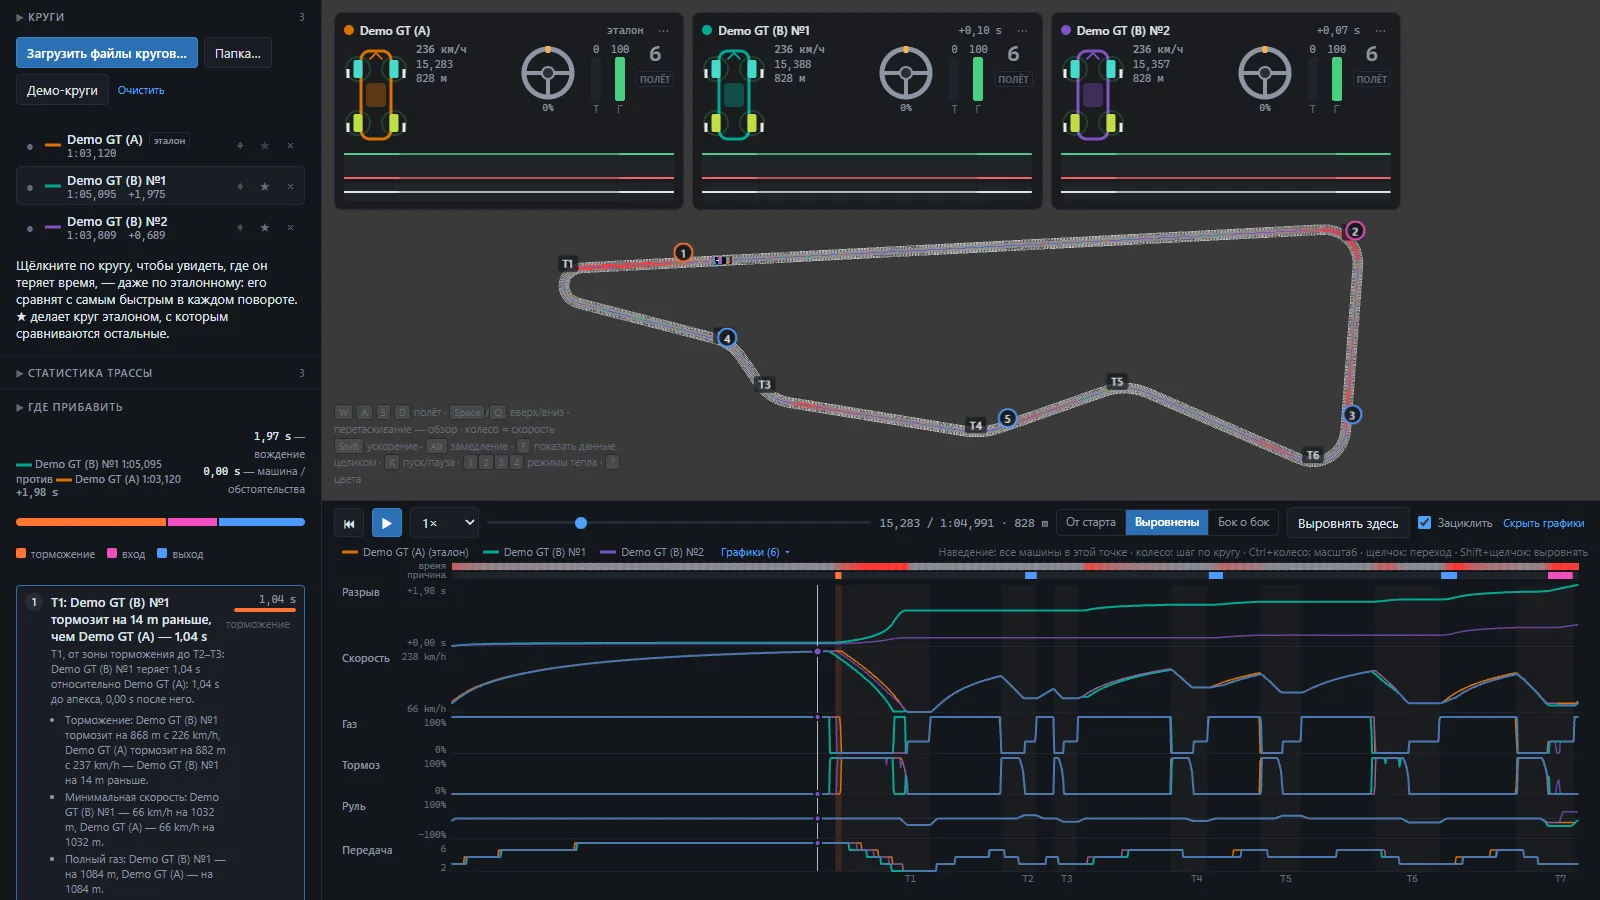 КРУГИ 3
Загрузить файлы кругов... Папка...
Демо-круги Очистить
Demo GT (A) эталон
1:03,120
Demo GT (B) №1
1:05,095 +1,975
Demo GT (B) №2
1:03,809 +0,689
Щёлкните по кругу, чтобы увидеть, где он
теряет время, — даже по эталонному: его
сравнят с самым быстрым в каждом повороте.
★ делает круг эталоном, с которым
сравниваются остальные.
СТАТИСТИКА ТРАССЫ 3
ГДЕ ПРИБАВИТЬ
Demo GT (B) №1 1:05,095
против Demo GT (A) 1:03,120
+1,98 s
1,97 s —
вождение
0,00 s — машина /
обстоятельства
торможение вход выход
1 T1: Demo GT (B) №1
тормозит на 14 m раньше,
чем Demo GT (A) — 1,04 s
1,04 s
торможение
T1, от зоны торможения до T2–T3:
Demo GT (B) №1 теряет 1,04 s
относительно Demo GT (A): 1,04 s
до апекса, 0,00 s после него.
• Торможение: Demo GT (B) №1
тормозит на 868 m с 226 km/h,
Demo GT (A) тормозит на 882 m
с 237 km/h — Demo GT (B) №1
на 14 m раньше.
• Минимальная скорость: Demo
GT (B) №1 — 66 km/h на 1032
m, Demo GT (A) — 66 km/h на
1032 m.
• Полный газ: Demo GT (B) №1 —
на 1084 m, Demo GT (A) — на
1084 m.
Demo GT (A) эталон ...
236 км/ч
15,283
828 м
0%
0 100
Т Г
6
ПОЛЁТ
Demo GT (B) №1 +0,10 s ...
236 км/ч
15,388
828 м
0%
0 100
Т Г
6
ПОЛЁТ
Demo GT (B) №2 +0,07 s ...
236 км/ч
15,357
828 м
0%
0 100
Т Г
6
ПОЛЁТ
T1 1 2
4
T3 T5
T4 5 3
T6
W A S D полёт · Space / Q вверх/вниз ·
перетаскивание — обзор · колесо = скорость
Shift ускорение · Alt замедление · F показать данные
целиком · K пуск/пауза · 1 2 3 4 режимы тепла · ?
цвета
1× 15,283 / 1:04,991 · 828 m От старта Выровнены Бок о бок Выровнять здесь Зациклить Скрыть графики
Demo GT (A) (эталон) Demo GT (B) №1 Demo GT (B) №2 Графики (6)
Наведение: все машины в этой точке · колесо: шаг по кругу · Ctrl+колесо: масштаб · щелчок: переход · Shift+щелчок: выровнять
время
причина
Разрыв +1,98 s
+0,00 s
Скорость 238 km/h
66 km/h
Газ 100%
0%
Тормоз 100%
0%
Руль 100%
−100%
Передача 6
2
T1 T2 T3 T4 T5 T6 T7